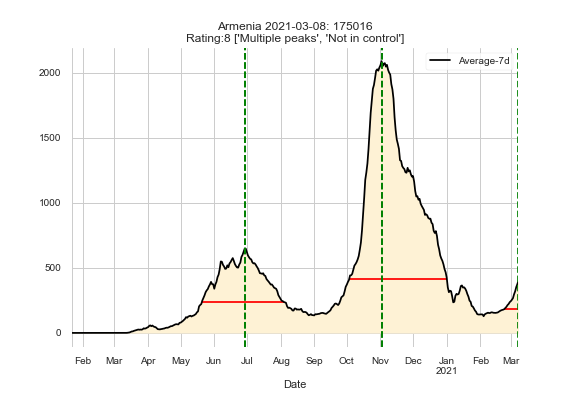 Armenia 2021-03-08: 175016
Rating:8 ['Multiple peaks', 'Not in control']
Average-7d
2000
1500
1000
500
0
Feb Mar Apr May Jun Jul Aug Sep Oct Nov Dec Jan Feb Mar
2021
Date